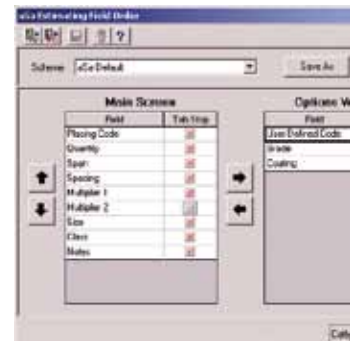 aSa Estimating Field Order
Scheme aSa Default Save As
Main Screen
Field Tab Stop
Placing Code
Quantity
Span
Spacing
Multiplier 1
Multiplier 2
Size
Class
Notes
Options
Field
User Defined Code
Grade
Coating